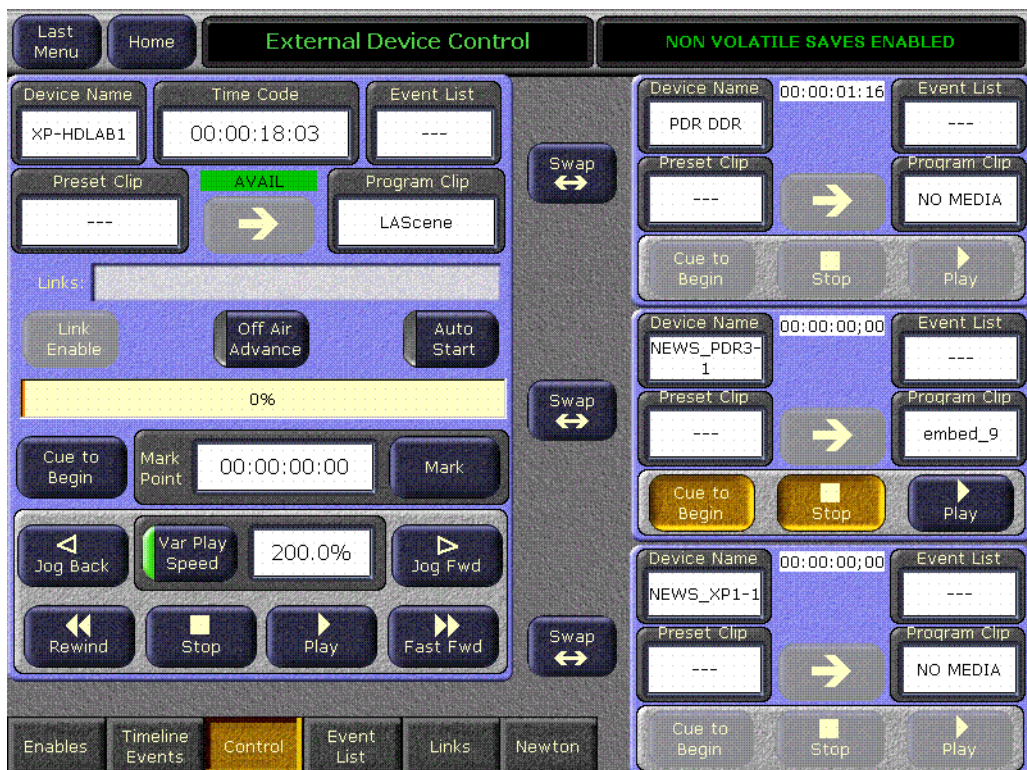 Last
Menu
Home
External Device Control
NON VOLATILE SAVES ENABLED
Device Name
Time Code
Event List
XP-HDLAB1
00:00:18:03
---
Preset Clip
AVAIL
Program Clip
---
LAScene
Links:
Link
Enable
Off Air
Advance
Auto
Start
0%
Cue to
Begin
Mark
Point
00:00:00:00
Mark
Jog Back
Var Play
Speed
200.0%
Jog Fwd
Rewind
Stop
Play
Fast Fwd
Swap
Swap
Swap
Device Name
00:00:01:16
Event List
PDR DDR
---
Preset Clip
Program Clip
---
NO MEDIA
Cue to
Begin
Stop
Play
Device Name
00:00:00;00
Event List
NEWS_PDR3-
1
---
Preset Clip
Program Clip
---
embed_9
Cue to
Begin
Stop
Play
Device Name
00:00:00;00
Event List
NEWS_XP1-1
---
Preset Clip
Program Clip
---
NO MEDIA
Cue to
Begin
Stop
Play
Enables
Timeline
Events
Control
Event
List
Links
Newton